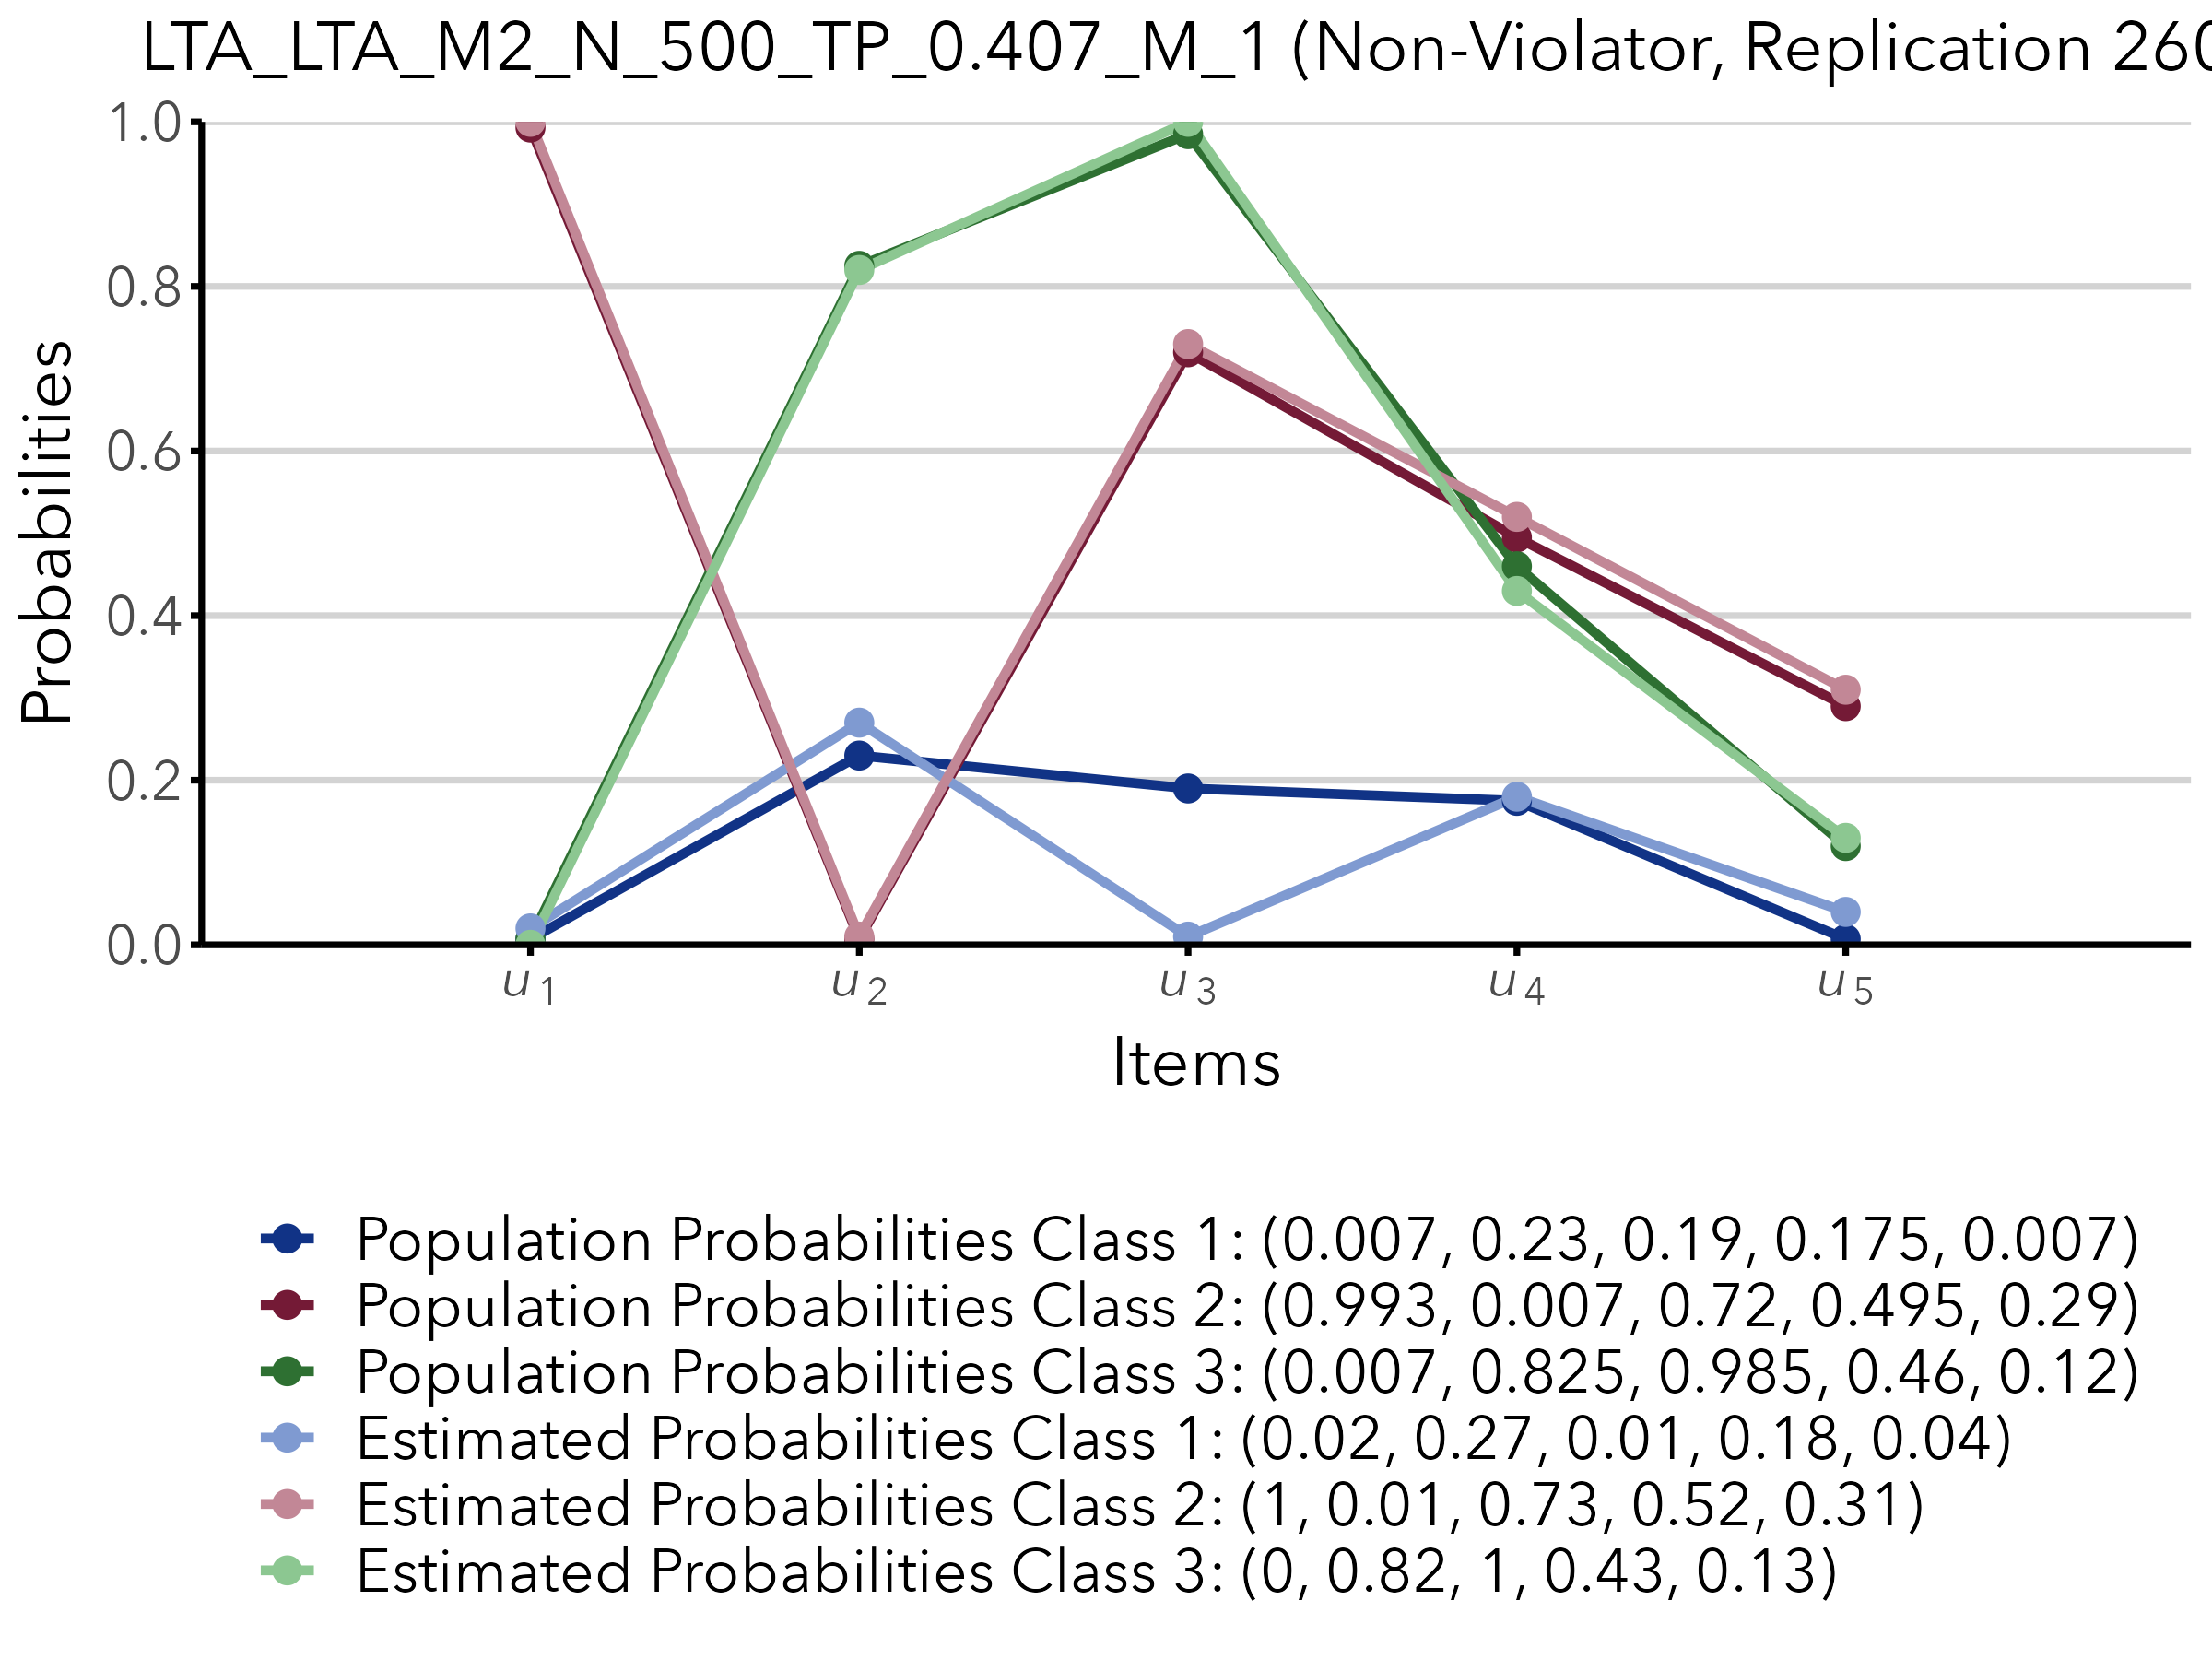 LTA_LTA_M2_N_500_TP_0.407_M_1 (Non-Violator, Replication 260
1.0
0.8
0.6
0.4
0.2
0.0
Probabilities
u1
u2
u3
u4
u5
Items
Population Probabilities Class 1: (0.007, 0.23, 0.19, 0.175, 0.007)
Population Probabilities Class 2: (0.993, 0.007, 0.72, 0.495, 0.29)
Population Probabilities Class 3: (0.007, 0.825, 0.985, 0.46, 0.12)
Estimated Probabilities Class 1: (0.02, 0.27, 0.01, 0.18, 0.04)
Estimated Probabilities Class 2: (1, 0.01, 0.73, 0.52, 0.31)
Estimated Probabilities Class 3: (0, 0.82, 1, 0.43, 0.13)